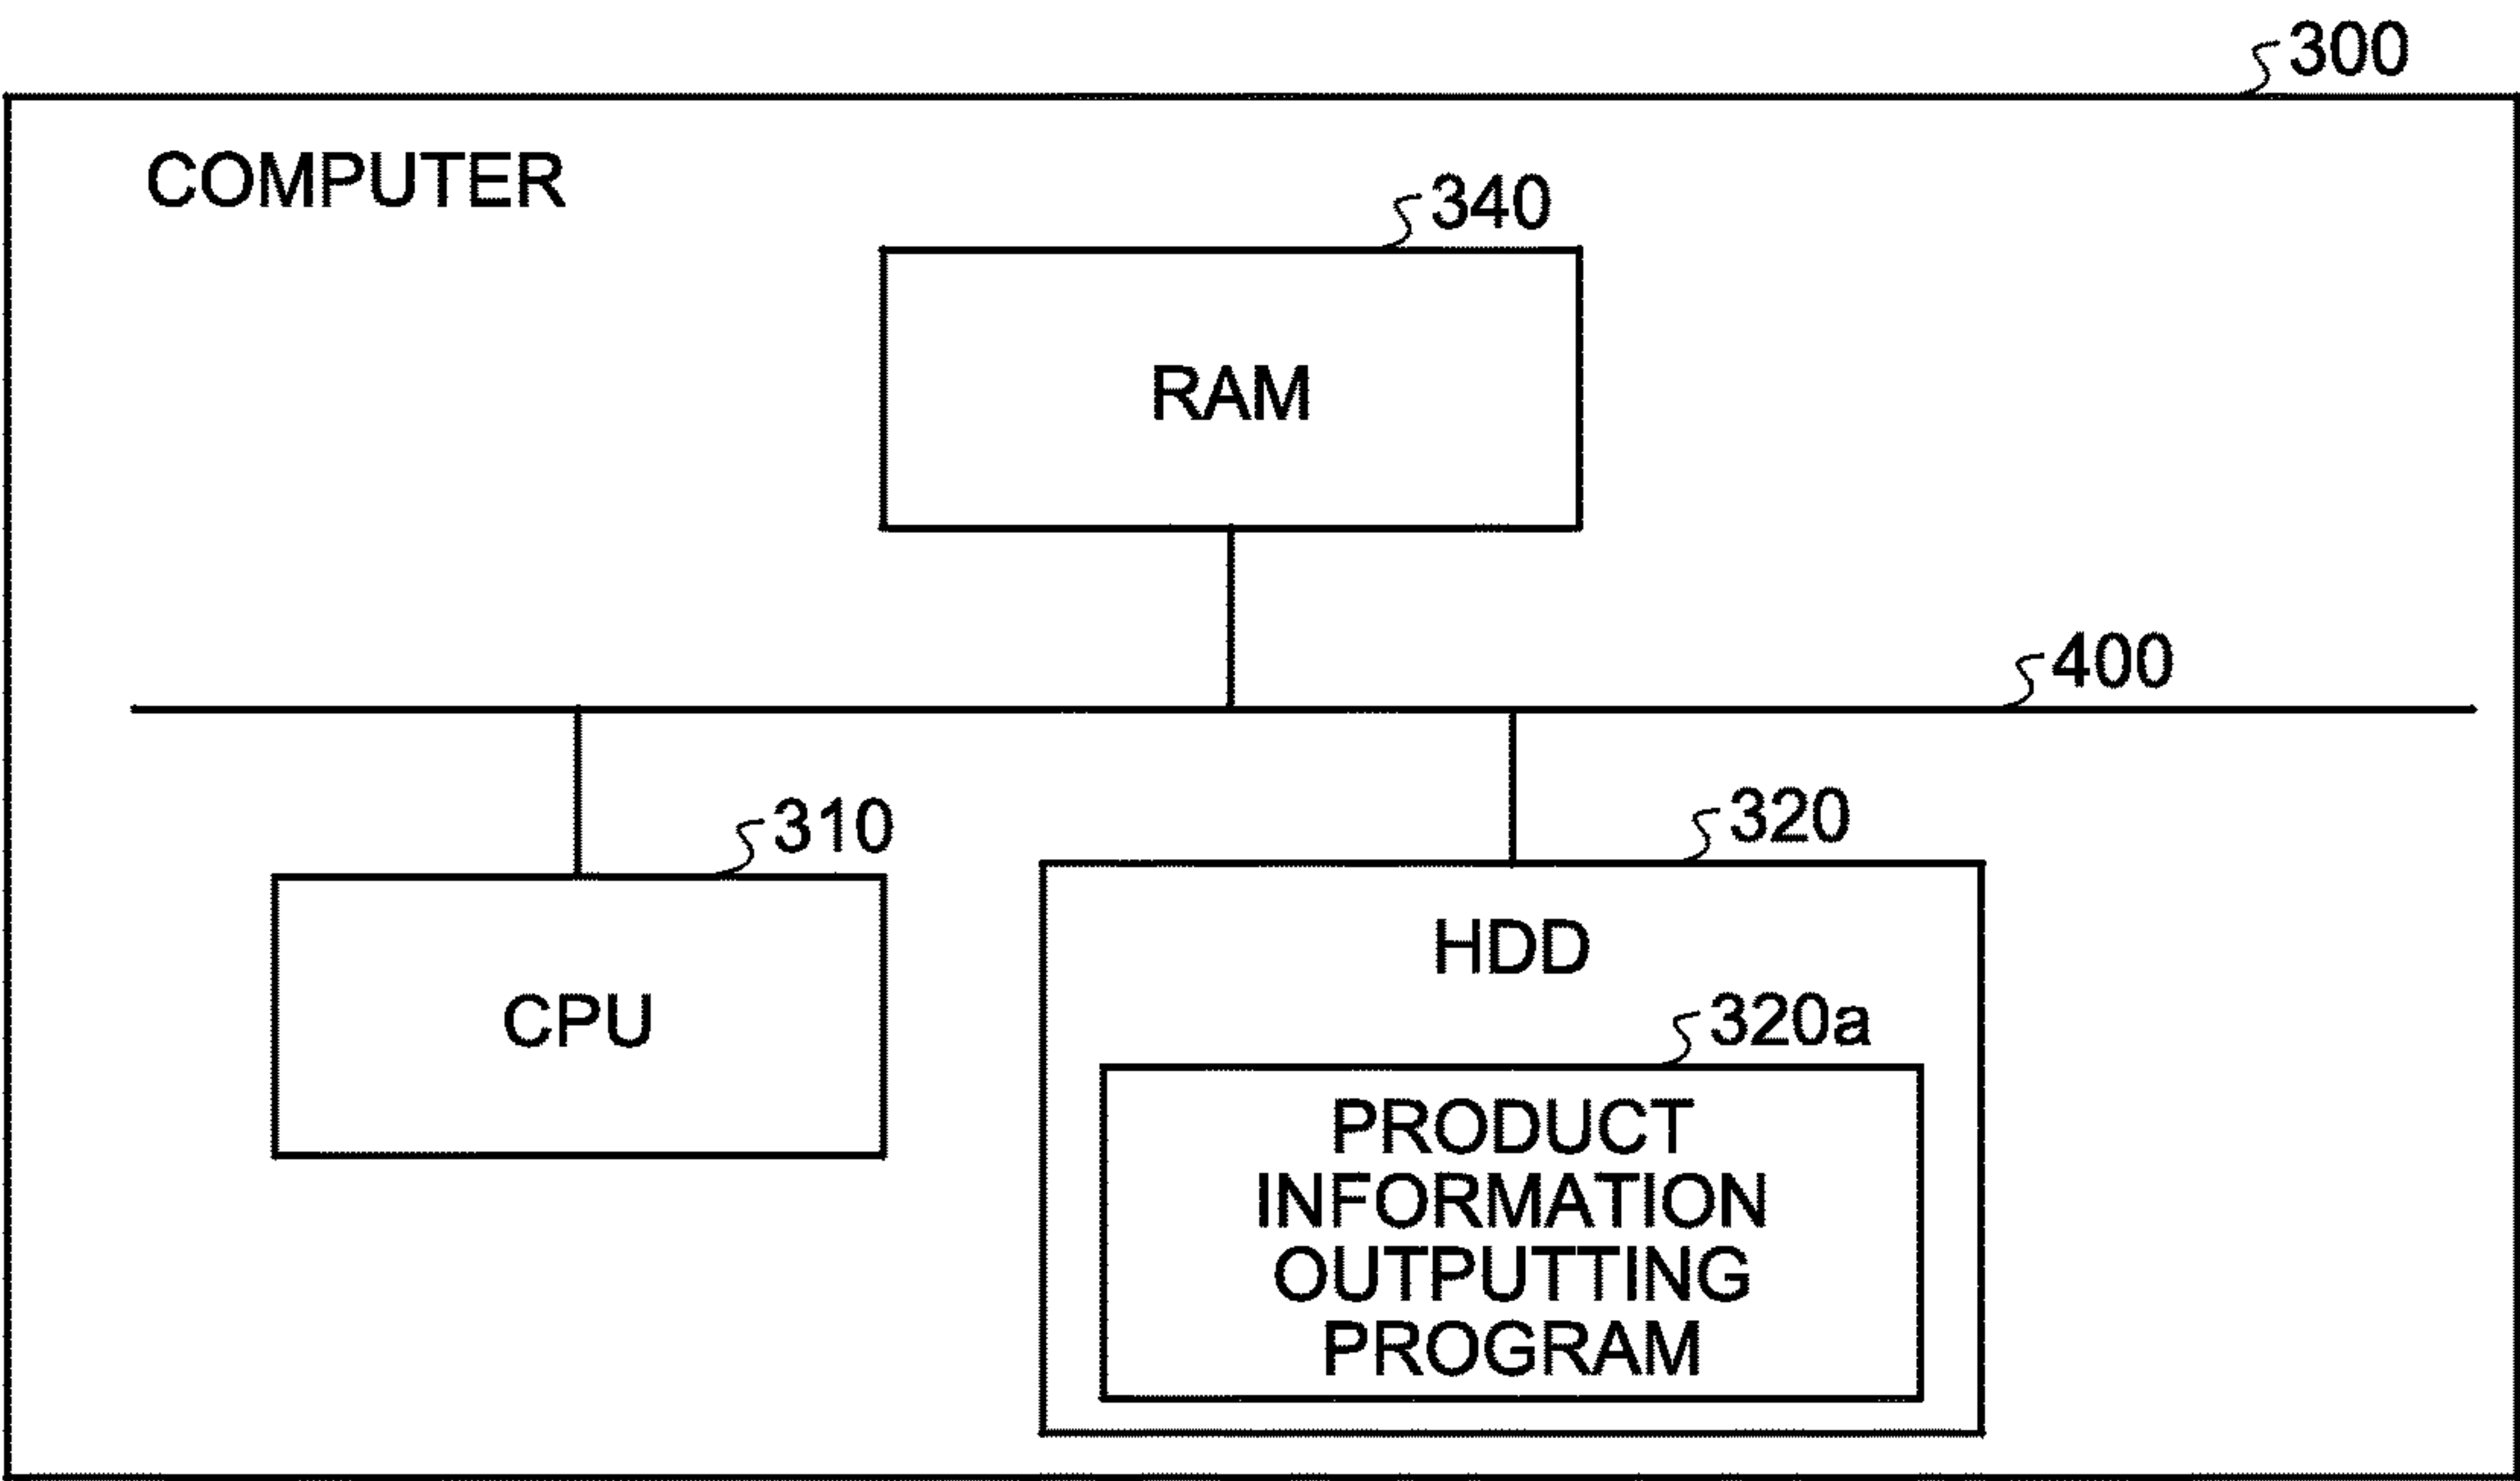 300
COMPUTER
340
RAM
400
310
CPU
320
HDD
320a
PRODUCT
INFORMATION
OUTPUTTING
PROGRAM